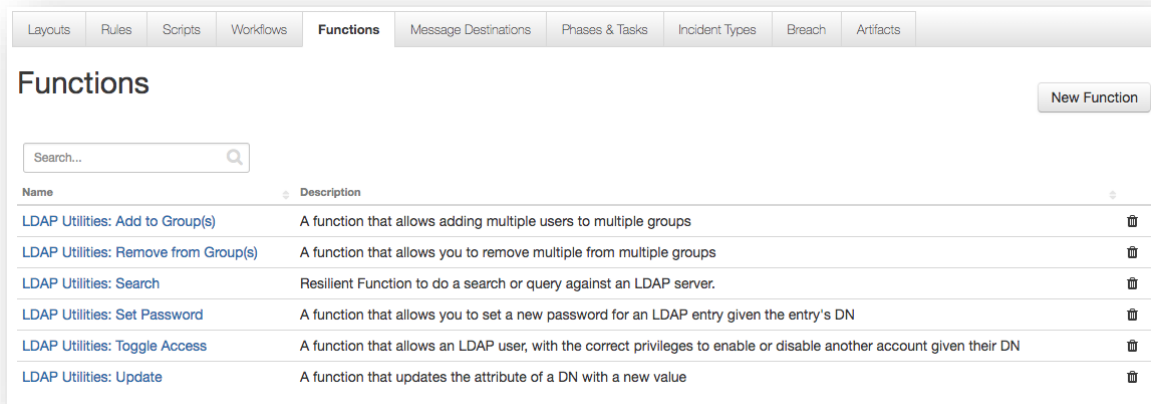 Layouts Rules Scripts Workflows Functions Message Destinations Phases & Tasks Incident Types Breach Artifacts
Functions
New Function
Search...
Name Description
LDAP Utilities: Add to Group(s) A function that allows adding multiple users to multiple groups
LDAP Utilities: Remove from Group(s) A function that allows you to remove multiple from multiple groups
LDAP Utilities: Search Resilient Function to do a search or query against an LDAP server.
LDAP Utilities: Set Password A function that allows you to set a new password for an LDAP entry given the entry's DN
LDAP Utilities: Toggle Access A function that allows an LDAP user, with the correct privileges to enable or disable another account given their DN
LDAP Utilities: Update A function that updates the attribute of a DN with a new value